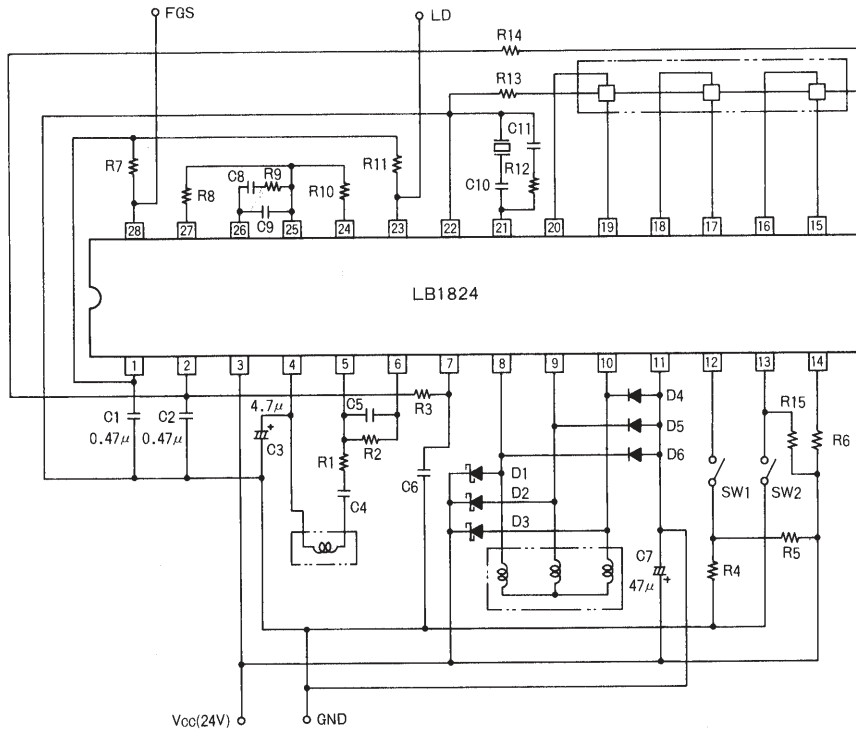 FGS
LD
R14
R13
C11
R7
R11
R12
C8
R9
R8
R10
C10
C9
28
27
26
25
24
23
22
21
20
19
18
17
16
15
LB1824
1
2
3
4
5
6
7
8
9
10
11
12
13
14
C1
0.47μ
C2
0.47μ
4.7μ
C3
C5
R2
R1
C4
R3
C6
D4
D5
D6
D1
D2
D3
R15
R6
SW1
SW2
C7
47μ
R4
R5
Vcc(24V)
GND